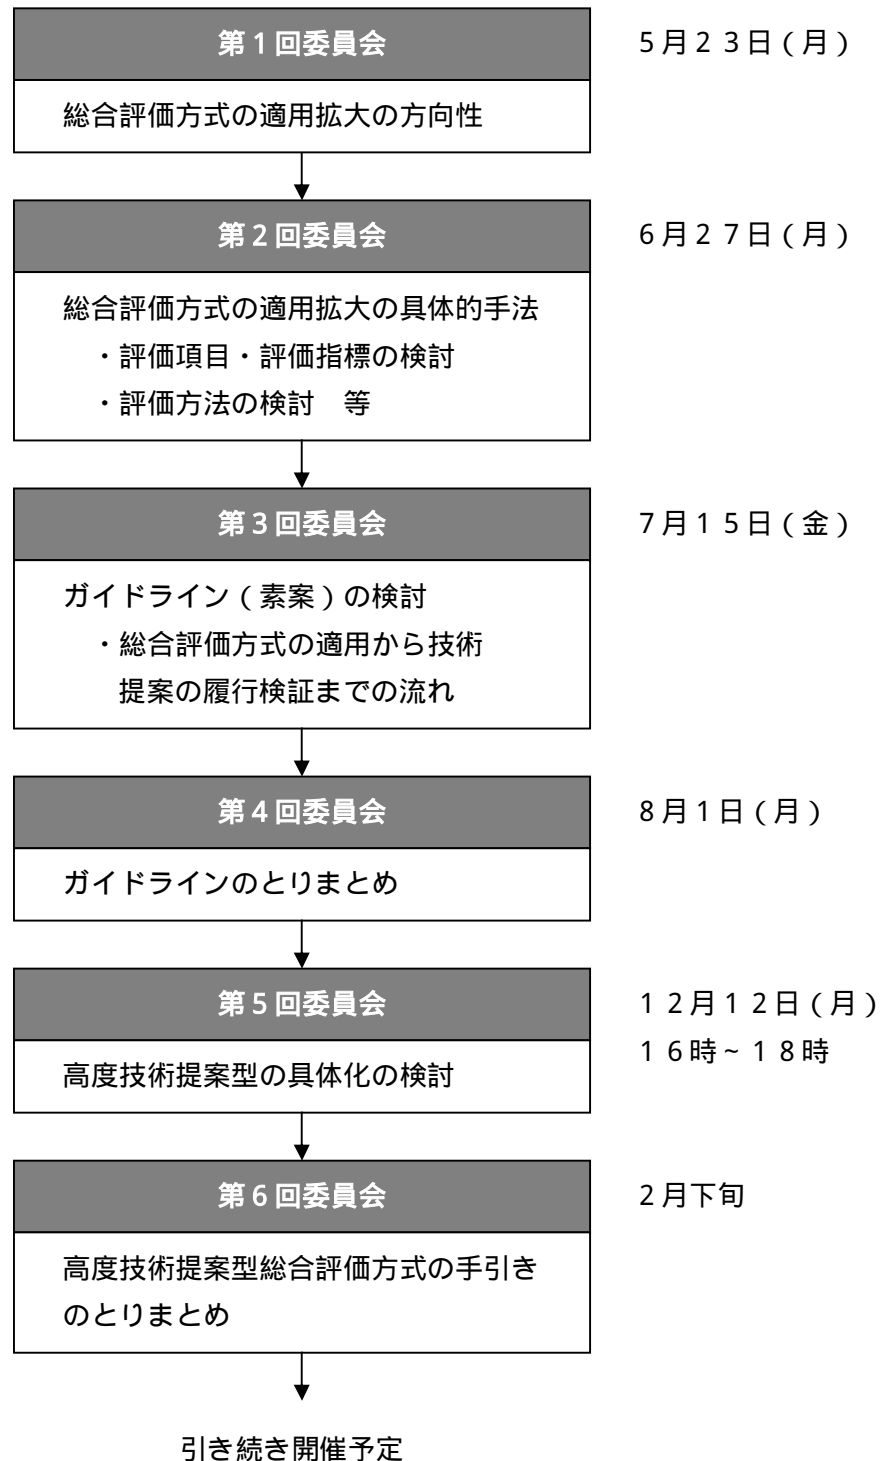 第1回委員会
5月23日(月)
総合評価方式の適用拡大の方向性
第2回委員会
6月27日(月)
総合評価方式の適用拡大の具体的手法
・評価項目・評価指標の検討
・評価方法の検討　等
第3回委員会
7月15日(金)
ガイドライン(素案)の検討
・総合評価方式の適用から技術
提案の履行検証までの流れ
第4回委員会
8月1日(月)
ガイドラインのとりまとめ
第5回委員会
12月12日(月)
16時~18時
高度技術提案型の具体化の検討
第6回委員会
2月下旬
高度技術提案型総合評価方式の手引き
のとりまとめ
引き続き開催予定